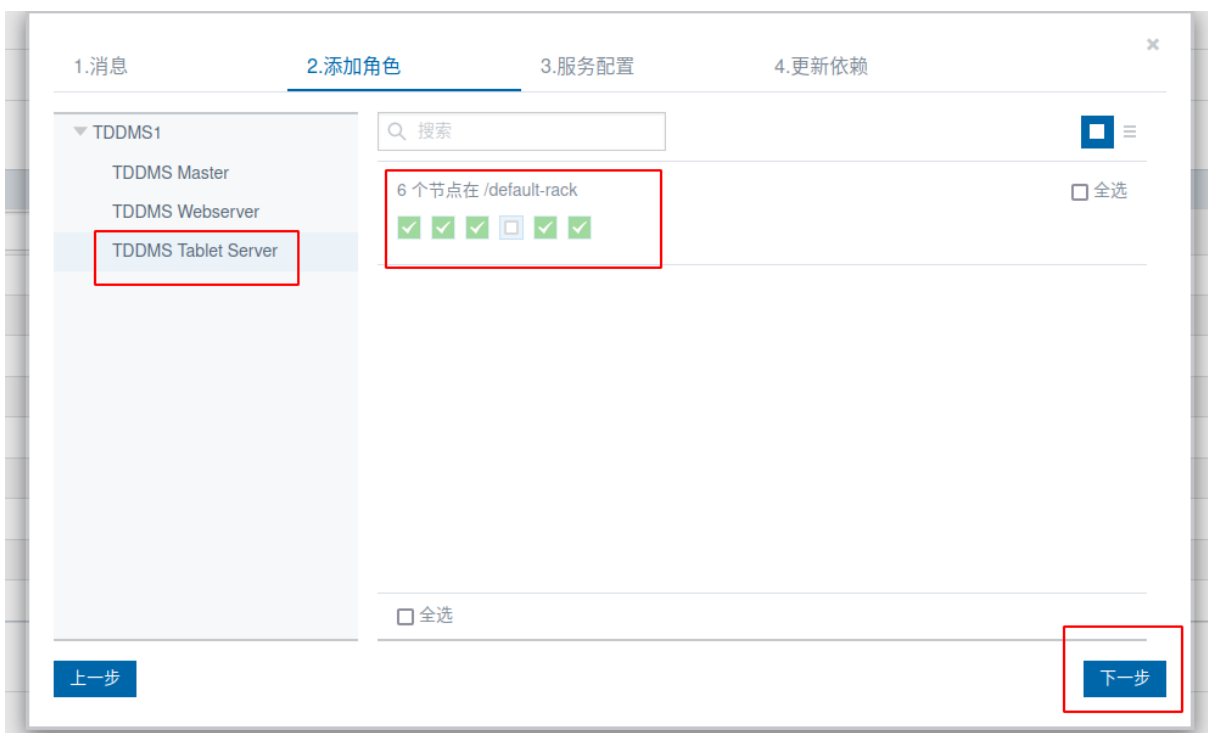 1.消息 2.添加角色 3.服务配置 4.更新依赖
TDDMS1
TDDMS Master
TDDMS Webserver
TDDMS Tablet Server
搜索
6 个节点在 /default-rack
全选
全选
上一步
下一步